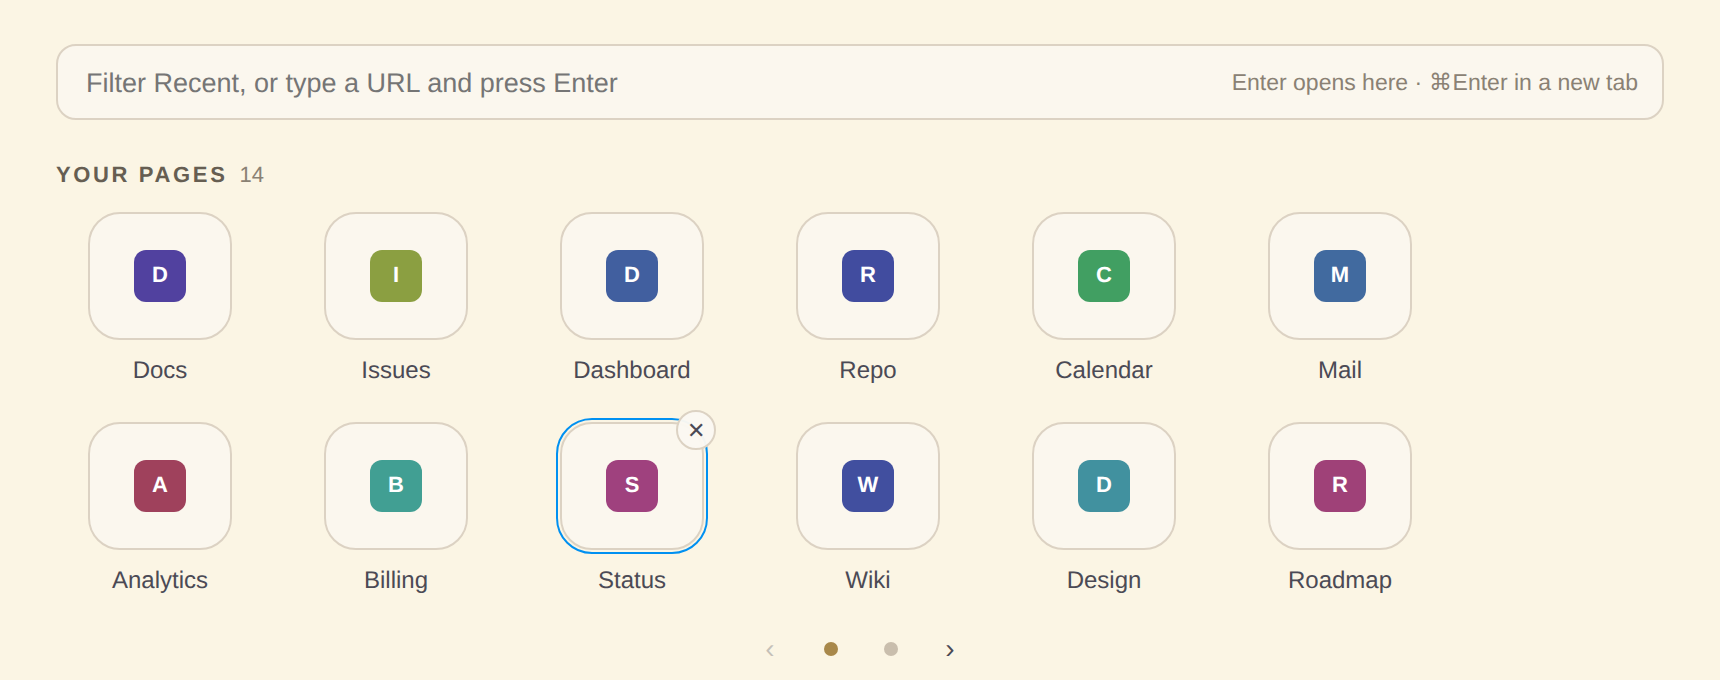 Filter Recent, or type a URL and press Enter
Enter opens here · ⌘Enter in a new tab
YOUR PAGES 14
D I D R C M
Docs Issues Dashboard Repo Calendar Mail
✕
A B S W D R
Analytics Billing Status Wiki Design Roadmap
‹ ›